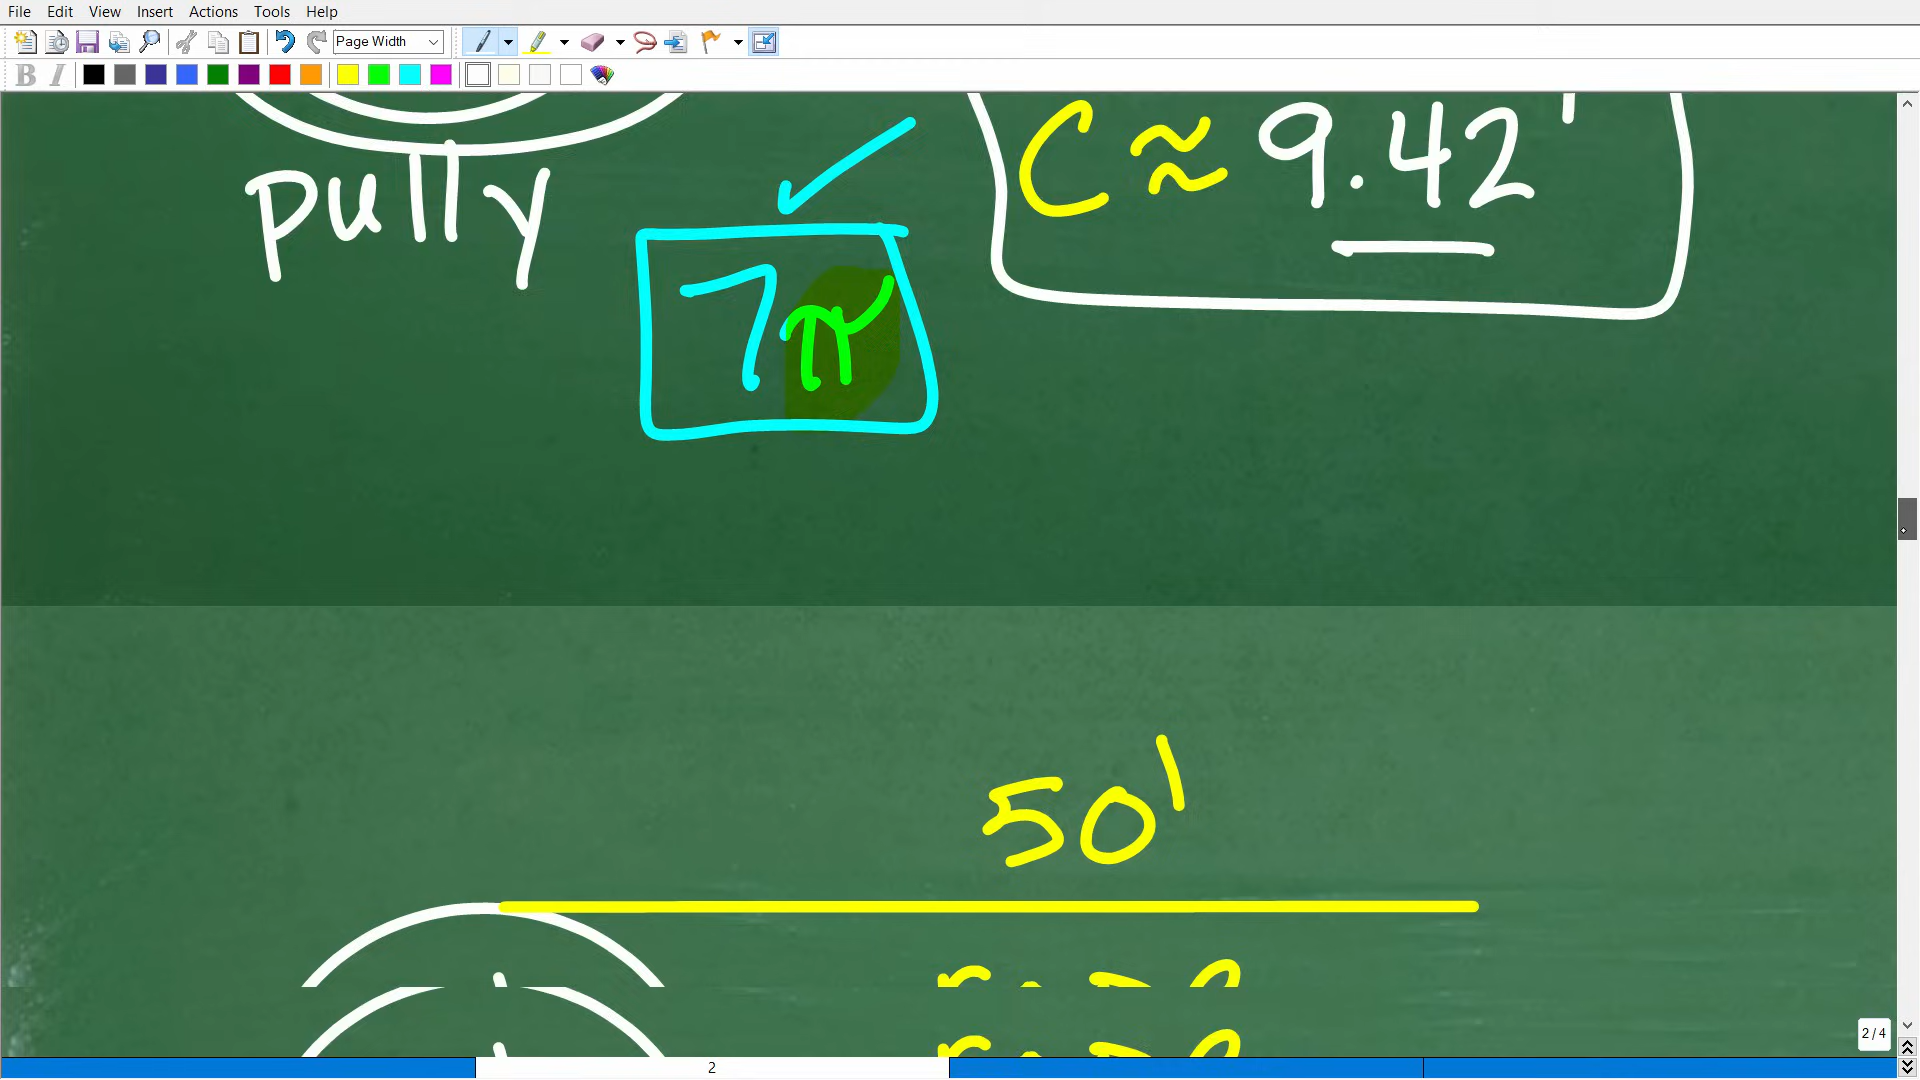 File Edit View Insert Actions Tools Help
Page Width
B I
C ≈ 9.42'
pully
7π
50'
2 / 4
2